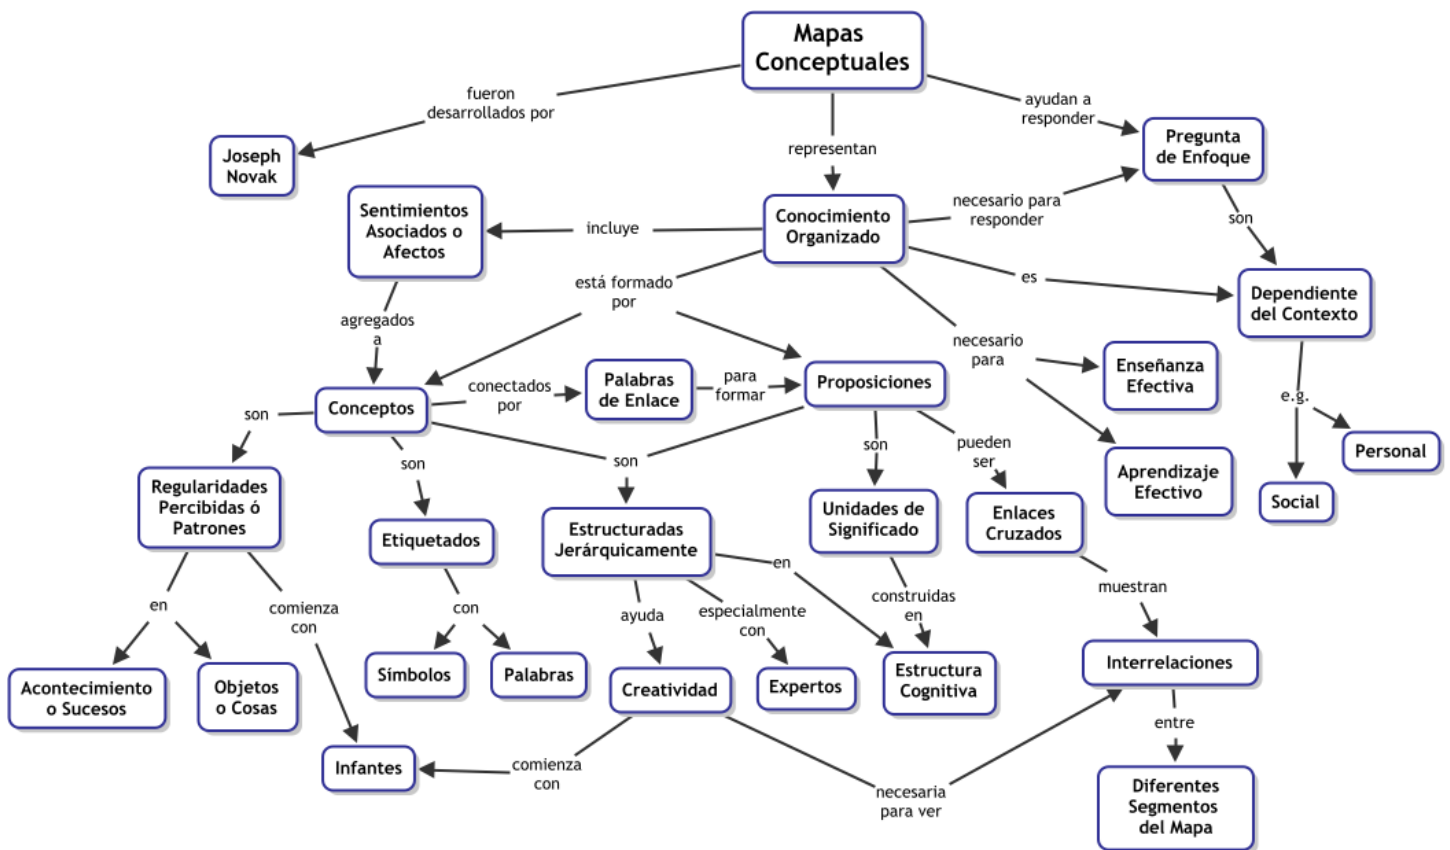 Mapas
Conceptuales
fueron
desarrollados por
ayudan a
responder
representan
Joseph
Novak
Pregunta
de Enfoque
Sentimientos
Asociados o
Afectos
incluye
Conocimiento
Organizado
necesario para
responder
son
está formado
por
es
Dependiente
del Contexto
agregados
a
necesario
para
Enseñanza
Efectiva
Conceptos
conectados
por
Palabras
de Enlace
para
formar
Proposiciones
e.g.
son
son
son
son
pueden
ser
Aprendizaje
Efectivo
Personal
Social
Regularidades
Percibidas ó
Patrones
Etiquetados
Estructuradas
Jerárquicamente
Unidades de
Significado
Enlaces
Cruzados
en
comienza
con
con
ayuda
especialmente
con
en
construidas
en
muestran
Acontecimiento
o Sucesos
Objetos
o Cosas
Símbolos
Palabras
Creatividad
Expertos
Estructura
Cognitiva
Interrelaciones
Infantes
comienza
con
necesaria
para ver
entre
Diferentes
Segmentos
del Mapa